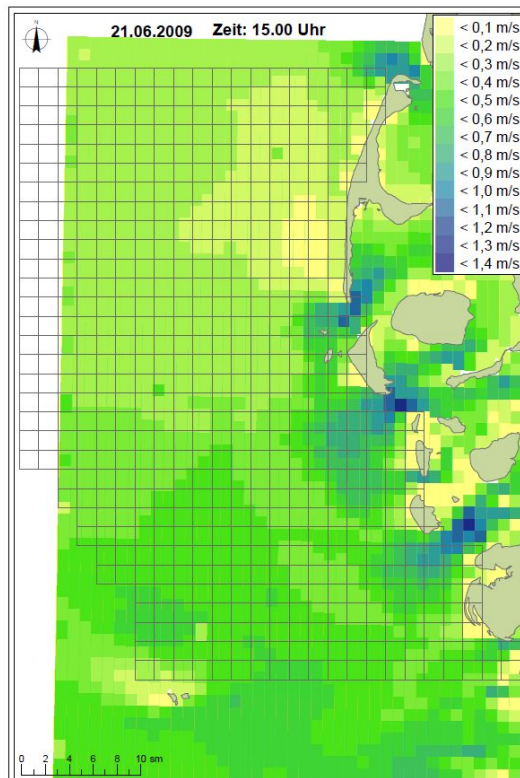 21.06.2009 Zeit: 15.00 Uhr
N
< 0,1 m/s
< 0,2 m/s
< 0,3 m/s
< 0,4 m/s
< 0,5 m/s
< 0,6 m/s
< 0,7 m/s
< 0,8 m/s
< 0,9 m/s
< 1,0 m/s
< 1,1 m/s
< 1,2 m/s
< 1,3 m/s
< 1,4 m/s
0 2 4 6 8 10 sm